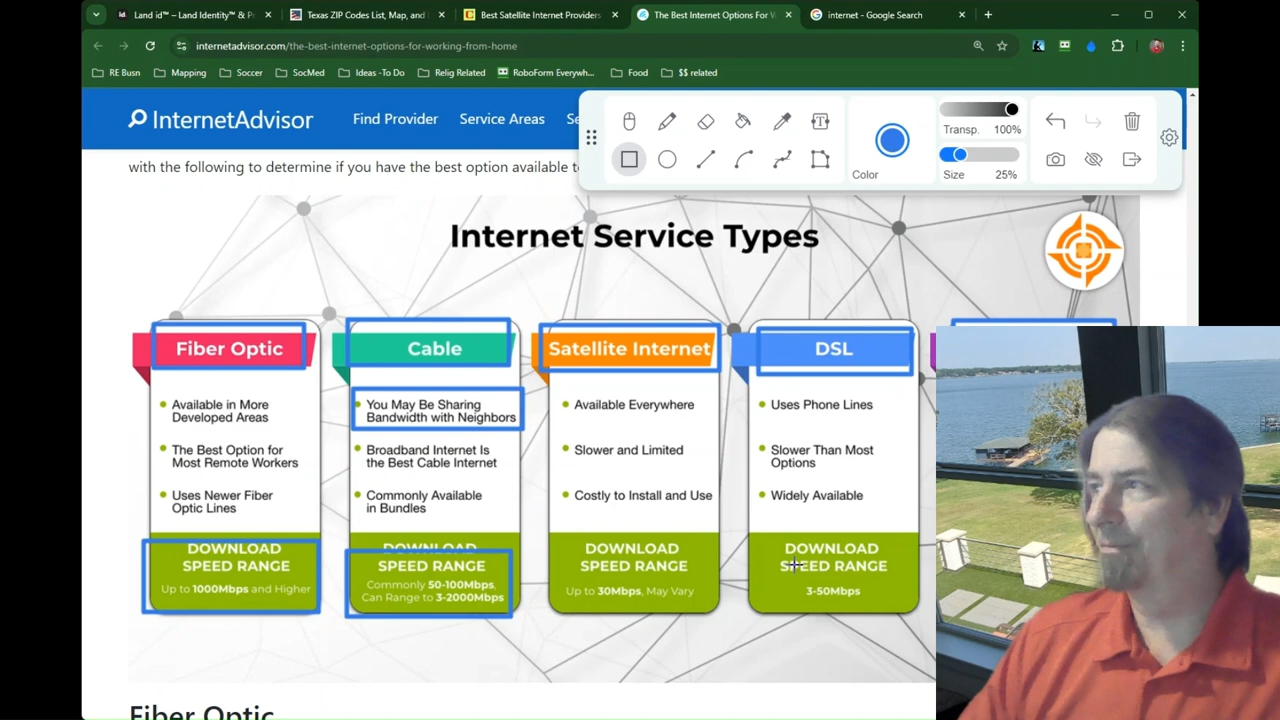 Land id™ – Land Identity™ & P
Texas ZIP Codes List, Map, and
Best Satellite Internet Providers
The Best Internet Options For W
internet - Google Search
internetadvisor.com/the-best-internet-options-for-working-from-home
RE Busn
Mapping
Soccer
SocMed
Ideas -To Do
Relig Related
RoboForm Everywh...
Food
$$ related
InternetAdvisor
Find Provider
Service Areas
Se
Transp. 100%
Color
Size 25%
with the following to determine if you have the best option available to
Internet Service Types
Fiber Optic
Available in More
Developed Areas
The Best Option for
Most Remote Workers
Uses Newer Fiber
Optic Lines
DOWNLOAD
SPEED RANGE
Up to 1000Mbps and Higher
Cable
You May Be Sharing
Bandwidth with Neighbors
Broadband Internet Is
the Best Cable Internet
Commonly Available
in Bundles
DOWNLOAD
SPEED RANGE
Commonly 50-100Mbps,
Can Range to 3-2000Mbps
Satellite Internet
Available Everywhere
Slower and Limited
Costly to Install and Use
DOWNLOAD
SPEED RANGE
Up to 30Mbps, May Vary
DSL
Uses Phone Lines
Slower Than Most
Options
Widely Available
DOWNLOAD
SPEED RANGE
3-50Mbps
Fiber Optic